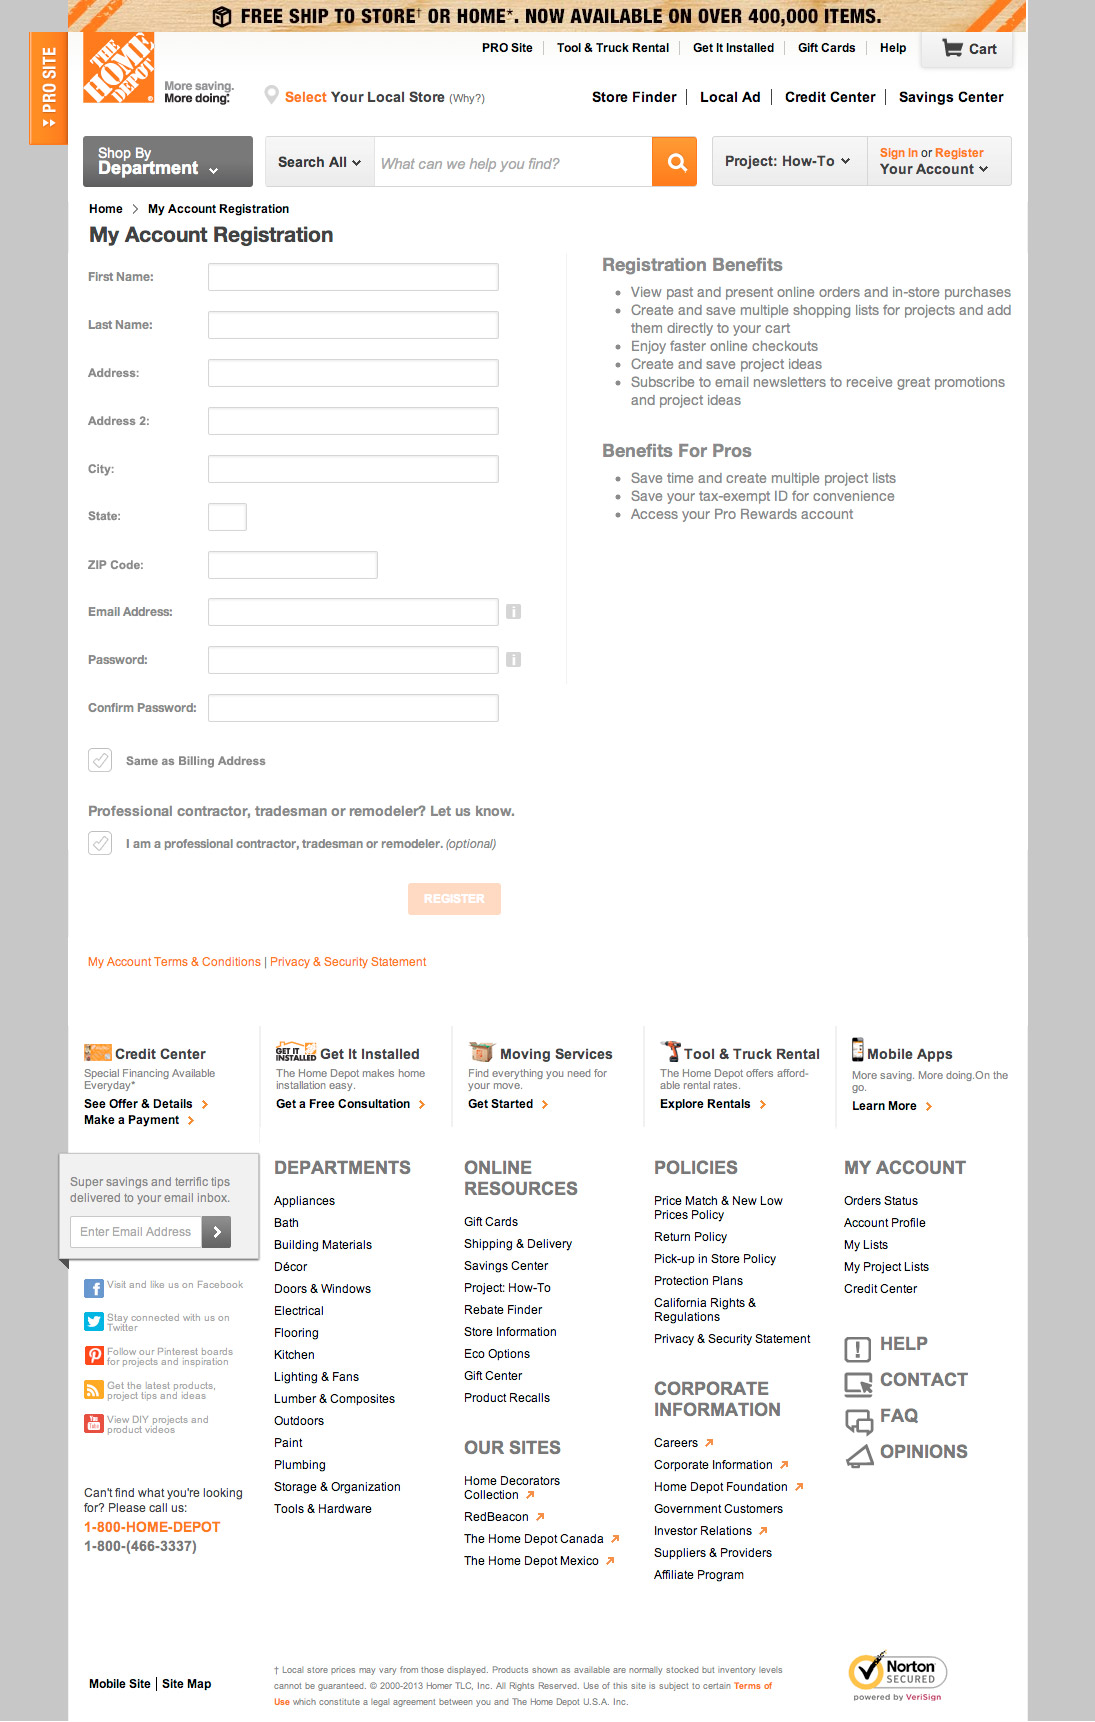 FREE SHIP TO STORE† OR HOME*. NOW AVAILABLE ON OVER 400,000 ITEMS.
PRO SITE
THE HOME DEPOT
More saving.
More doing.
PRO Site
Tool & Truck Rental
Get It Installed
Gift Cards
Help
Cart
Select Your Local Store (Why?)
Store Finder
Local Ad
Credit Center
Savings Center
Shop By
Department
Search All
What can we help you find?
Project: How-To
Sign In or Register
Your Account
Home > My Account Registration
My Account Registration
First Name:
Last Name:
Address:
Address 2:
City:
State:
ZIP Code:
Email Address:
i
Password:
i
Confirm Password:
Same as Billing Address
Professional contractor, tradesman or remodeler? Let us know.
I am a professional contractor, tradesman or remodeler. (optional)
REGISTER
My Account Terms & Conditions | Privacy & Security Statement
Registration Benefits
• View past and present online orders and in-store purchases
• Create and save multiple shopping lists for projects and add
them directly to your cart
• Enjoy faster online checkouts
• Create and save project ideas
• Subscribe to email newsletters to receive great promotions
and project ideas
Benefits For Pros
• Save time and create multiple project lists
• Save your tax-exempt ID for convenience
• Access your Pro Rewards account
Credit Center
Special Financing Available
Everyday*
See Offer & Details
Make a Payment
GET IT
INSTALLED
Get It Installed
The Home Depot makes home
installation easy.
Get a Free Consultation
Moving Services
Find everything you need for
your move.
Get Started
Tool & Truck Rental
The Home Depot offers afford-
able rental rates.
Explore Rentals
Mobile Apps
More saving. More doing.On the
go.
Learn More
Super savings and terrific tips
delivered to your email inbox.
Enter Email Address
Visit and like us on Facebook
Stay connected with us on
Twitter
Follow our Pinterest boards
for projects and inspiration
Get the latest products,
project tips and ideas
View DIY projects and
product videos
Can't find what you're looking
for? Please call us:
1-800-HOME-DEPOT
1-800-(466-3337)
DEPARTMENTS
Appliances
Bath
Building Materials
Décor
Doors & Windows
Electrical
Flooring
Kitchen
Lighting & Fans
Lumber & Composites
Outdoors
Paint
Plumbing
Storage & Organization
Tools & Hardware
ONLINE
RESOURCES
Gift Cards
Shipping & Delivery
Savings Center
Project: How-To
Rebate Finder
Store Information
Eco Options
Gift Center
Product Recalls
OUR SITES
Home Decorators
Collection
RedBeacon
The Home Depot Canada
The Home Depot Mexico
POLICIES
Price Match & New Low
Prices Policy
Return Policy
Pick-up in Store Policy
Protection Plans
California Rights &
Regulations
Privacy & Security Statement
CORPORATE
INFORMATION
Careers
Corporate Information
Home Depot Foundation
Government Customers
Investor Relations
Suppliers & Providers
Affiliate Program
MY ACCOUNT
Orders Status
Account Profile
My Lists
My Project Lists
Credit Center
HELP
CONTACT
FAQ
OPINIONS
Mobile Site | Site Map
† Local store prices may vary from those displayed. Products shown as available are normally stocked but inventory levels
cannot be guaranteed. © 2000-2013 Homer TLC, Inc. All Rights Reserved. Use of this site is subject to certain Terms of
Use which constitute a legal agreement between you and The Home Depot U.S.A. Inc.
Norton
SECURED
powered by VeriSign